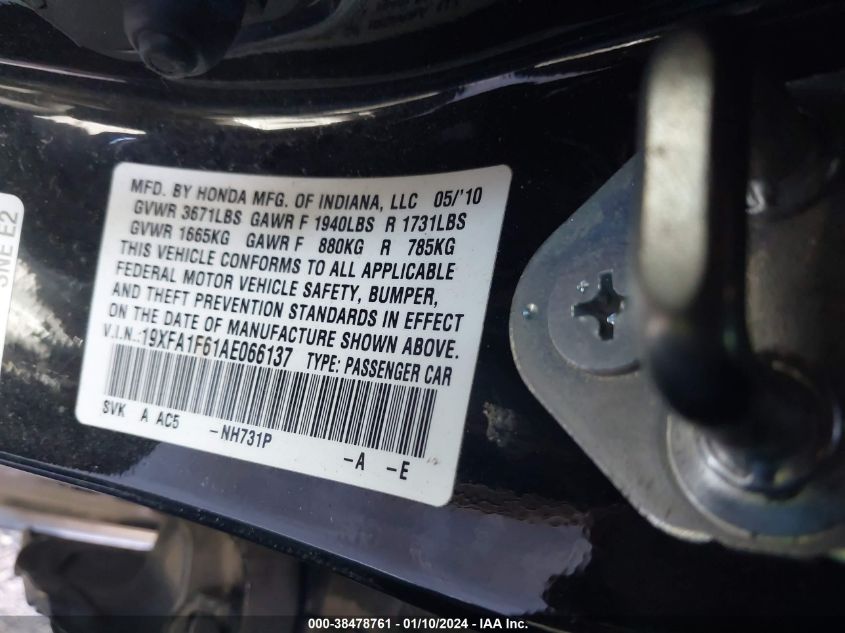 MFD. BY HONDA MFG. OF INDIANA, LLC 05/'10
GVWR 3671LBS GAWR F 1940LBS R 1731LBS
GVWR 1665KG GAWR F 880KG R 785KG
THIS VEHICLE CONFORMS TO ALL APPLICABLE
FEDERAL MOTOR VEHICLE SAFETY, BUMPER,
AND THEFT PREVENTION STANDARDS IN EFFECT
ON THE DATE OF MANUFACTURE SHOWN ABOVE.
V.I.N.:19XFA1F61AE066137 TYPE: PASSENGER CAR
SVK A AC5 -NH731P
-A -E
SNE E2
000-38478761 - 01/10/2024 - IAA Inc.